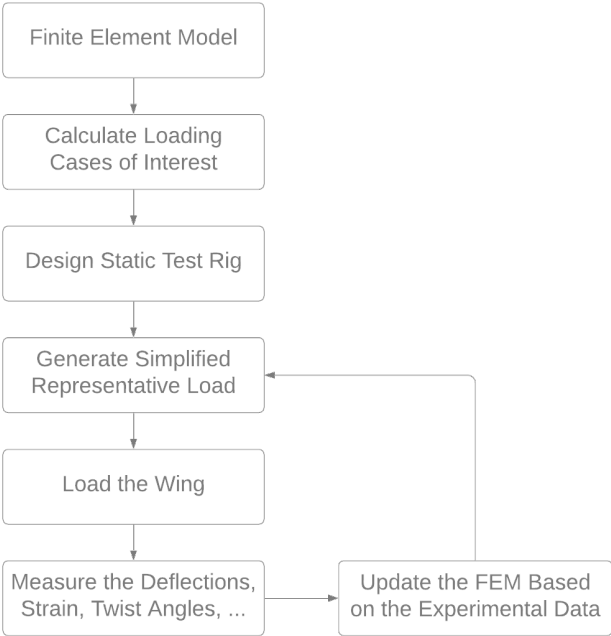 Finite Element Model
Calculate Loading
Cases of Interest
Design Static Test Rig
Generate Simplified
Representative Load
Load the Wing
Measure the Deflections,
Strain, Twist Angles, ...
Update the FEM Based
on the Experimental Data